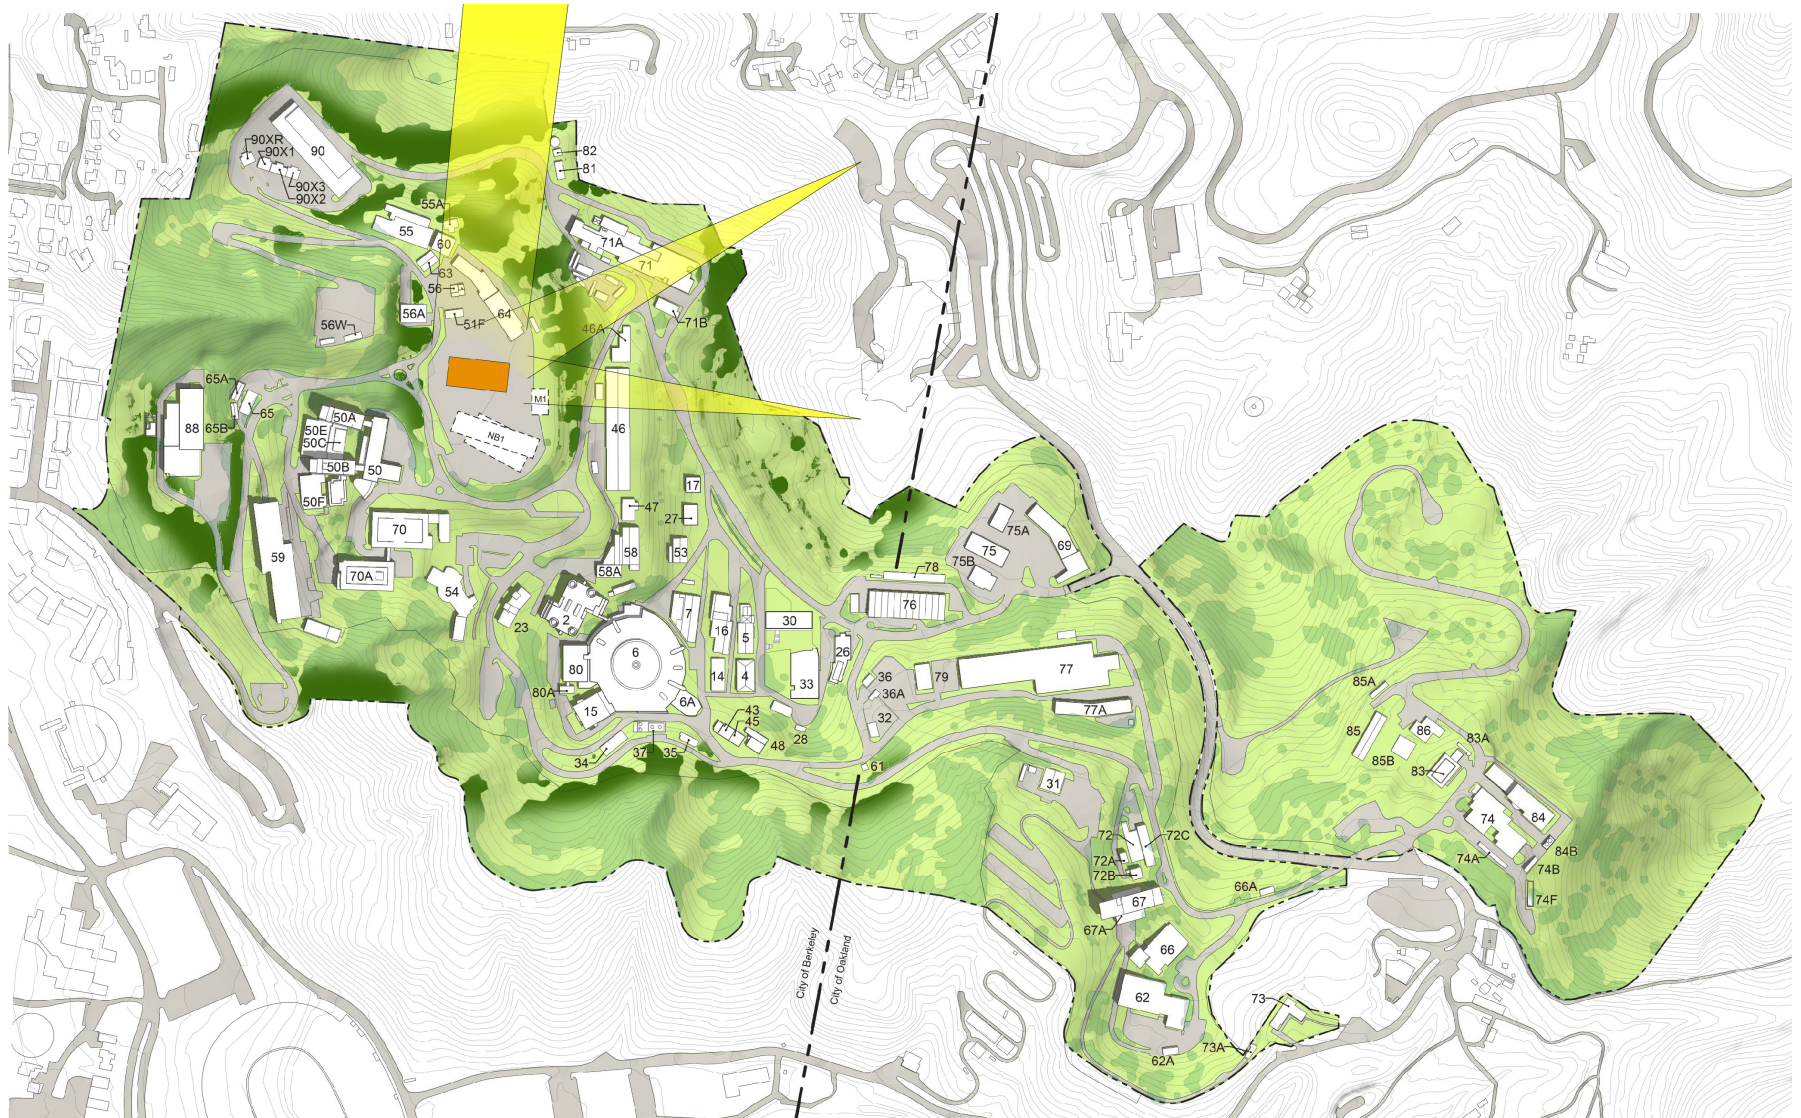 82
81
90XR
90X1
90
90X3
90X2
55A
55
60
63
56
51F
64
56A
56W
71A
71
71B
46A
65A
65
65B
88
50A
50E
50C
50B
50
50F
M1
NB1
46
17
47
27
58
53
58A
59
70
70A
54
23
2
7
16
5
30
6
80
80A
15
14
4
6A
33
26
36
36A
32
79
43
45
48
28
37
35
34
61
75A
75
75B
69
78
76
77
77A
31
72
72C
72A
72B
66A
67
67A
66
62
62A
73
73A
85A
85
85B
86
83A
83
74
84
84B
74A
74B
74F
City of Berkeley
City of Oakland